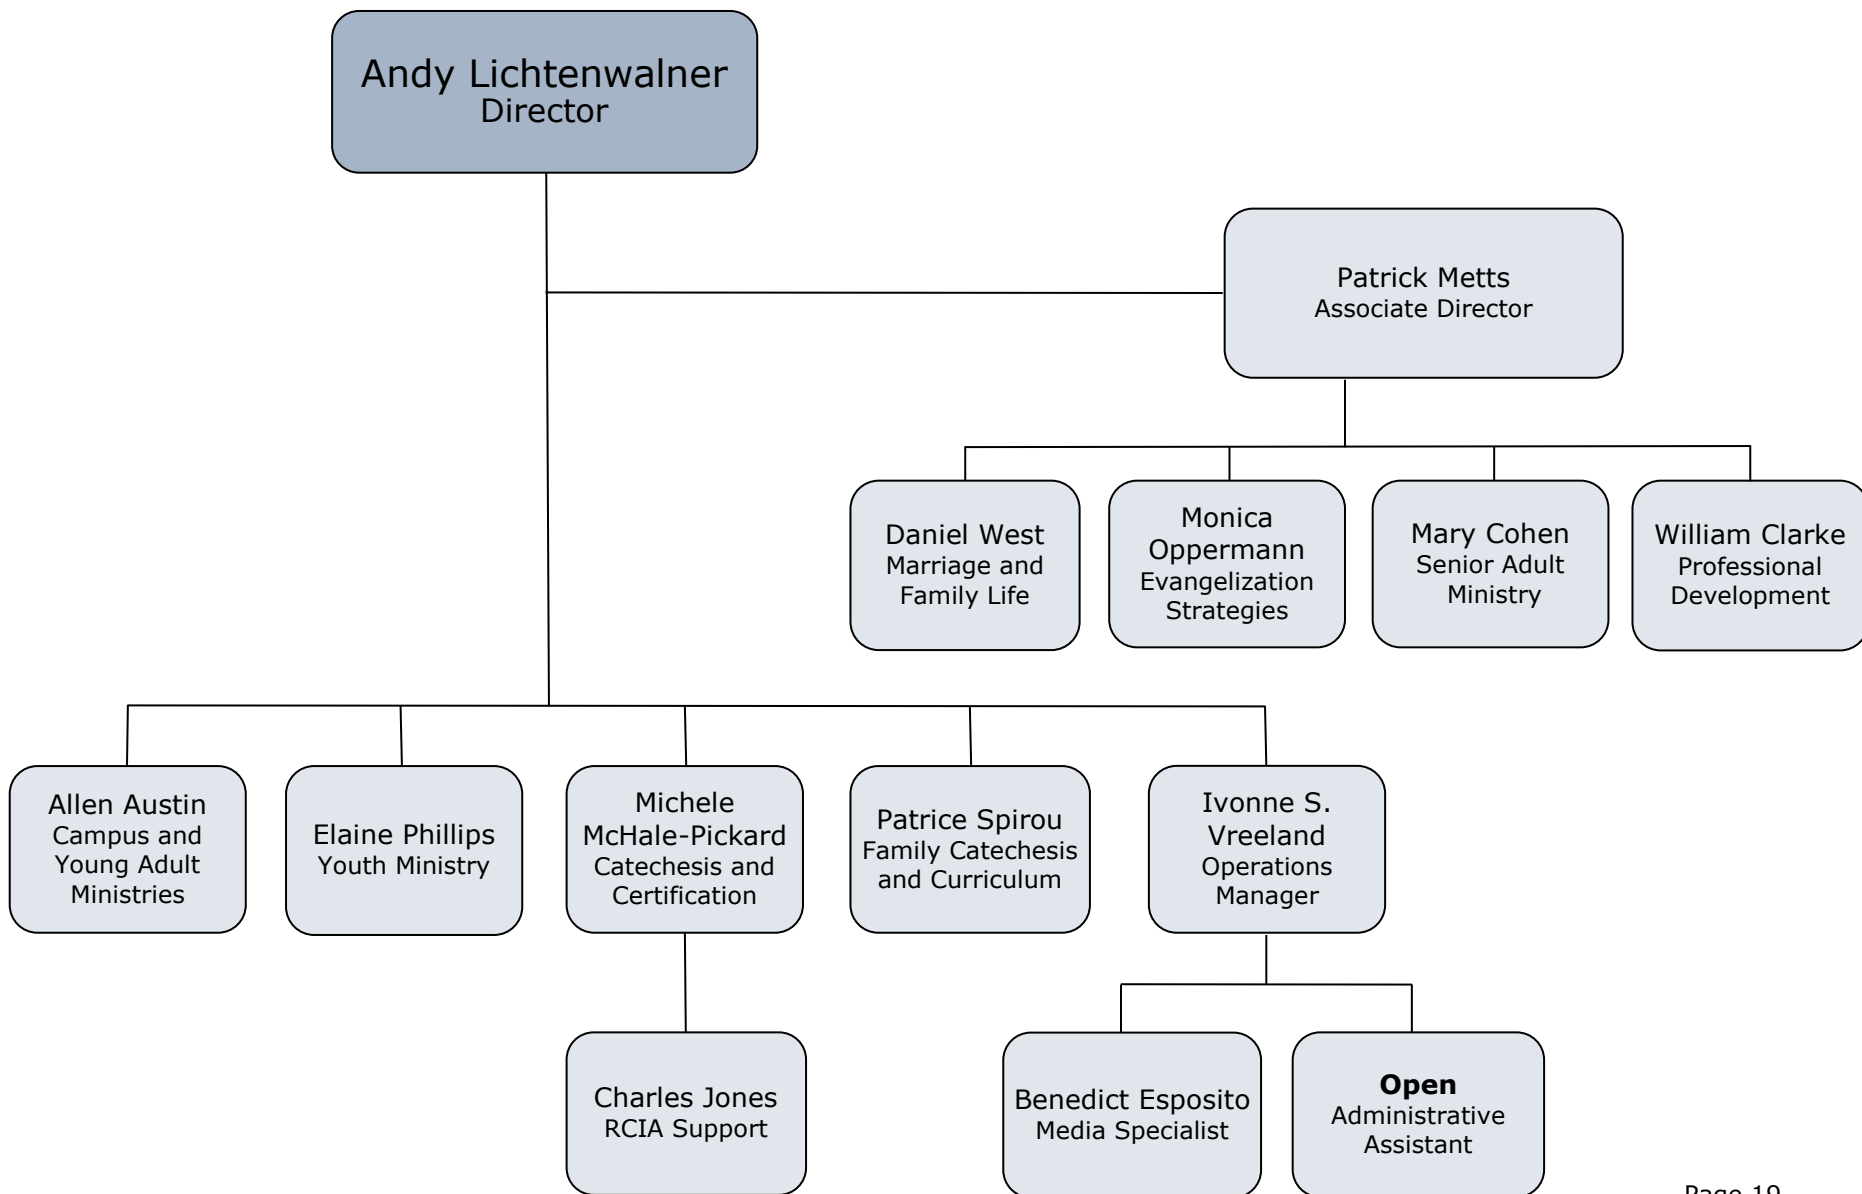 Andy Lichtenwalner
Director
Patrick Metts
Associate Director
Daniel West
Marriage and
Family Life
Monica
Oppermann
Evangelization
Strategies
Mary Cohen
Senior Adult
Ministry
William Clarke
Professional
Development
Allen Austin
Campus and
Young Adult
Ministries
Elaine Phillips
Youth Ministry
Michele
McHale-Pickard
Catechesis and
Certification
Patrice Spirou
Family Catechesis
and Curriculum
Ivonne S.
Vreeland
Operations
Manager
Charles Jones
RCIA Support
Benedict Esposito
Media Specialist
Open
Administrative
Assistant
Page 19